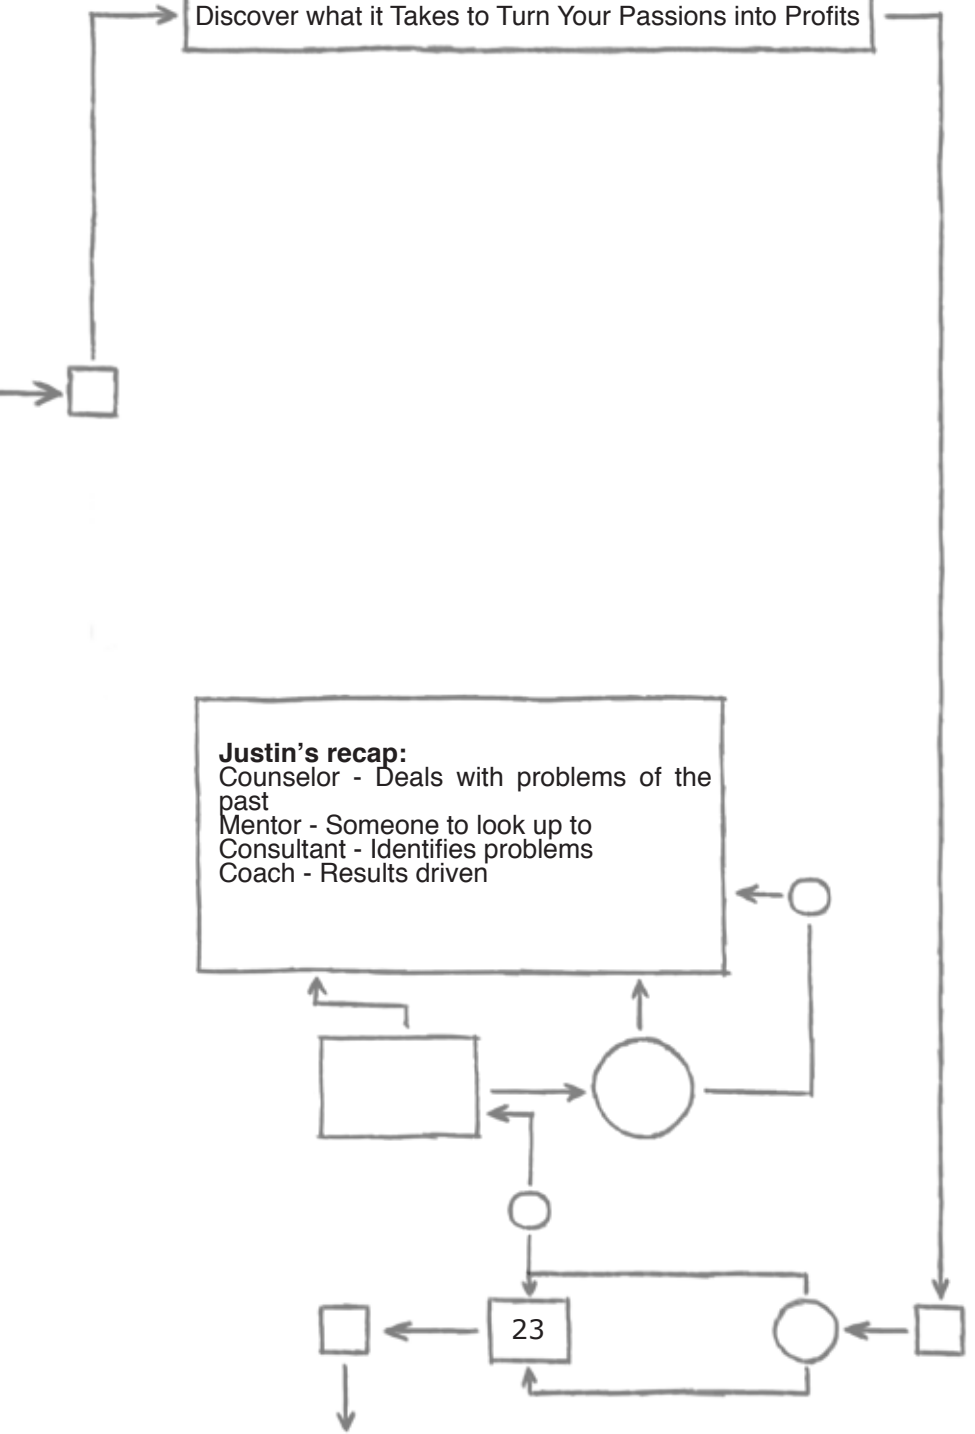 Discover what it Takes to Turn Your Passions into Profits
Justin’s recap:
Counselor - Deals with problems of the
past
Mentor - Someone to look up to
Consultant - Identifies problems
Coach - Results driven
23